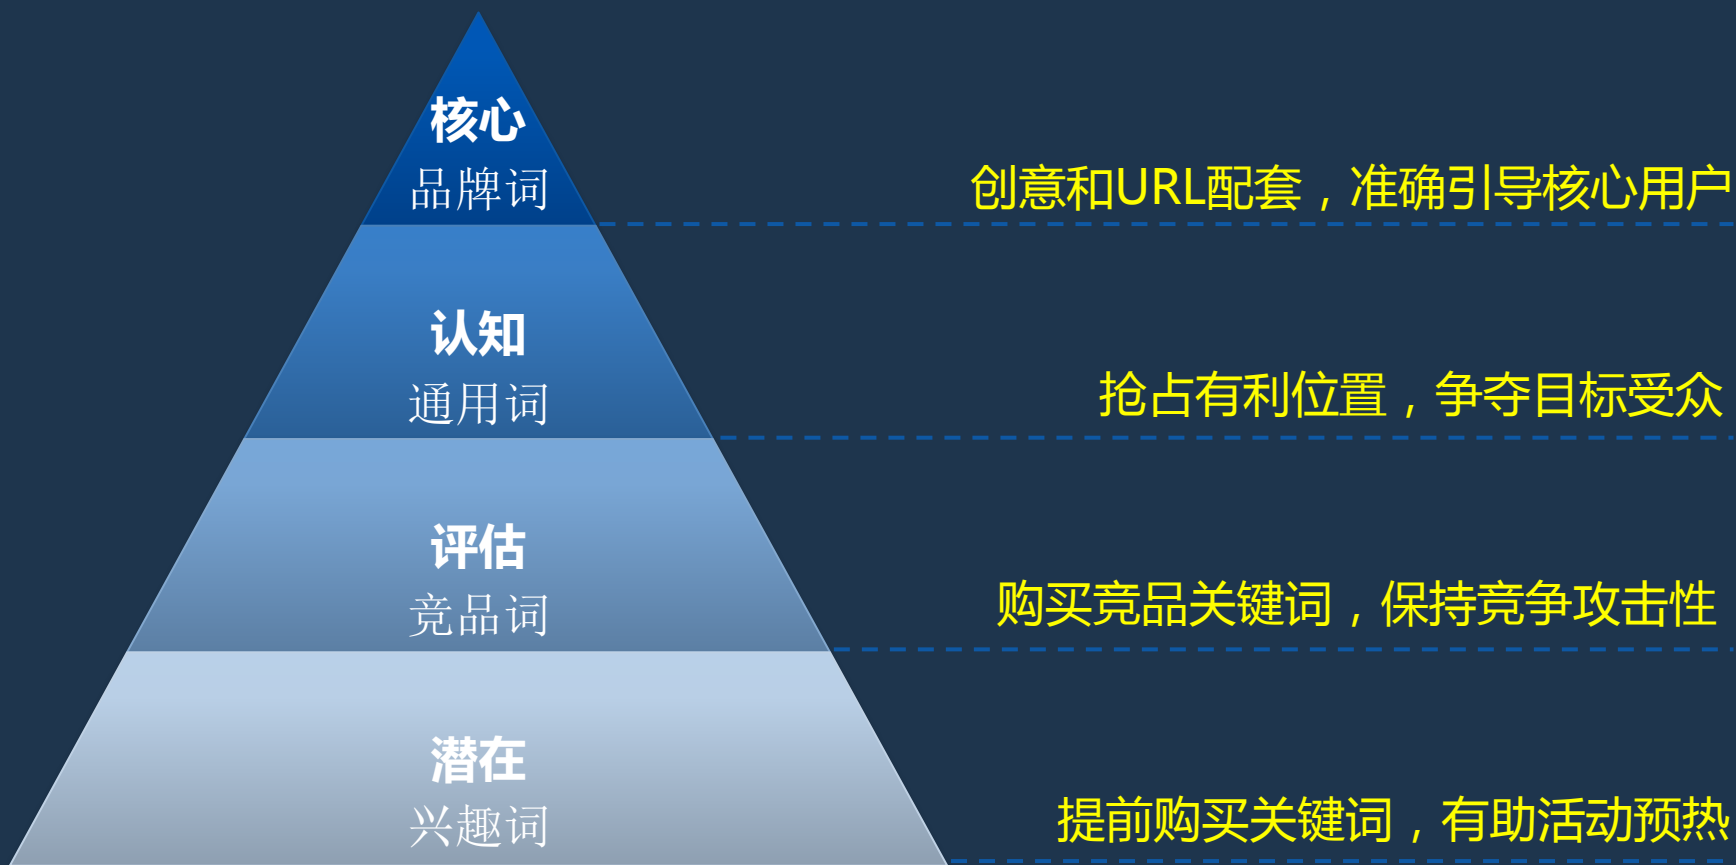 核心
品牌词
创意和URL配套，准确引导核心用户
认知
通用词
抢占有利位置，争夺目标受众
评估
竞品词
购买竞品关键词，保持竞争攻击性
潜在
兴趣词
提前购买关键词，有助活动预热